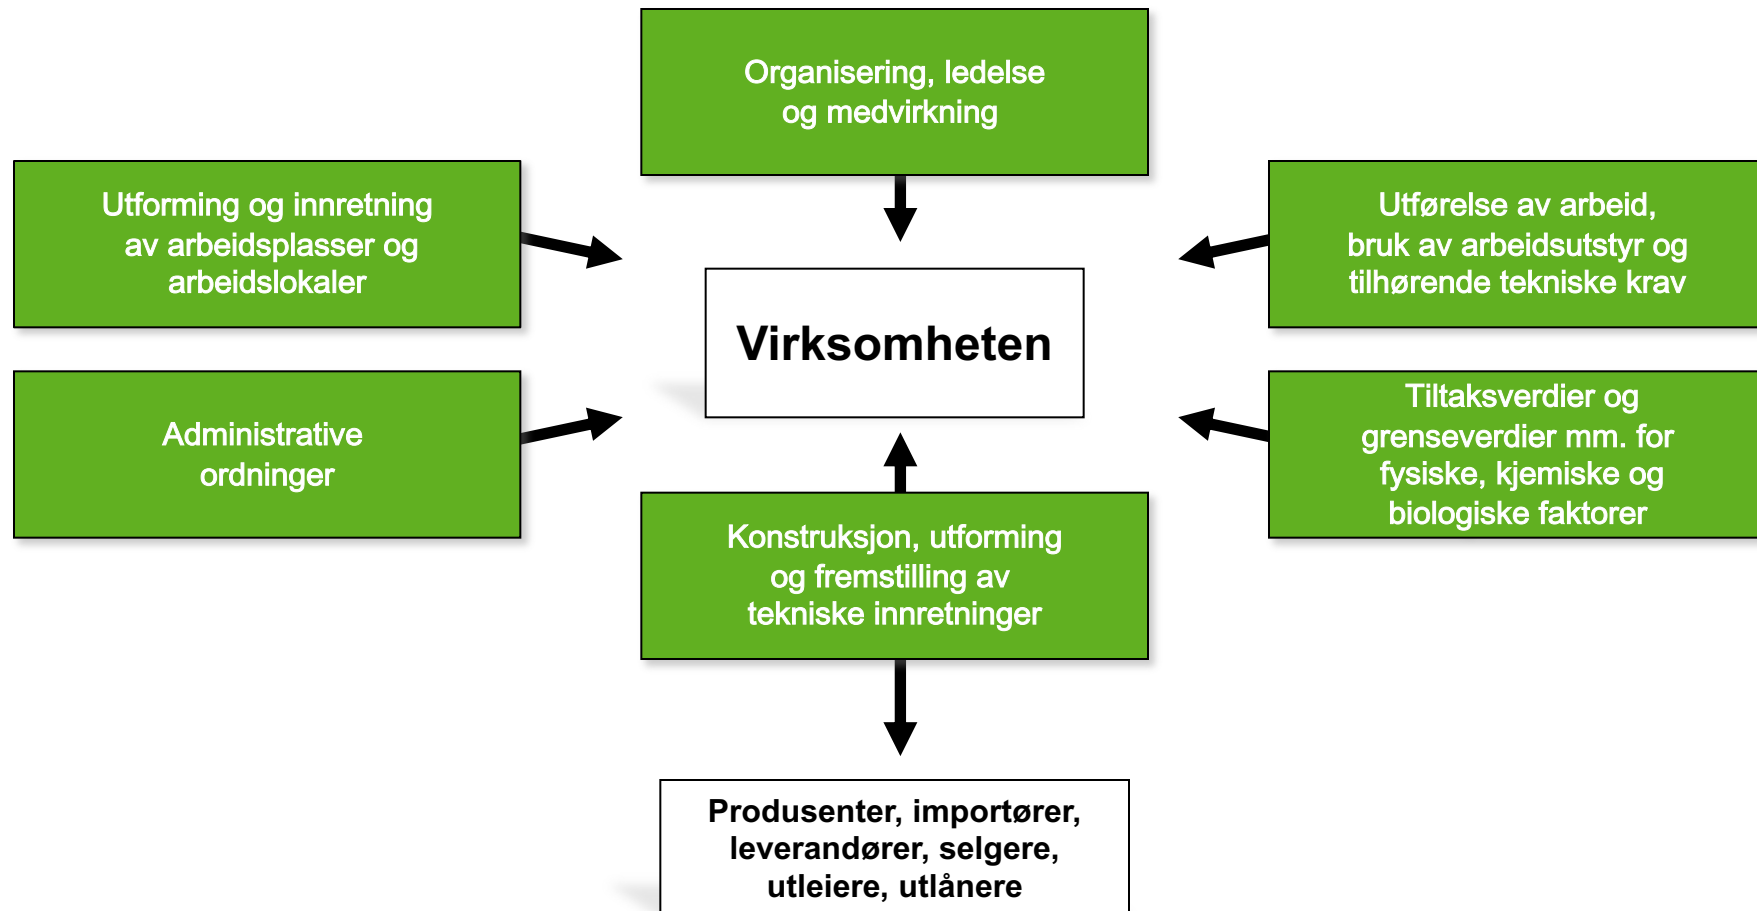 Organisering, ledelse
og medvirkning
Utforming og innretning
av arbeidsplasser og
arbeidslokaler
Utførelse av arbeid,
bruk av arbeidsutstyr og
tilhørende tekniske krav
Virksomheten
Administrative
ordninger
Tiltaksverdier og
grenseverdier mm. for
fysiske, kjemiske og
biologiske faktorer
Konstruksjon, utforming
og fremstilling av
tekniske innretninger
Produsenter, importører,
leverandører, selgere,
utleiere, utlånere